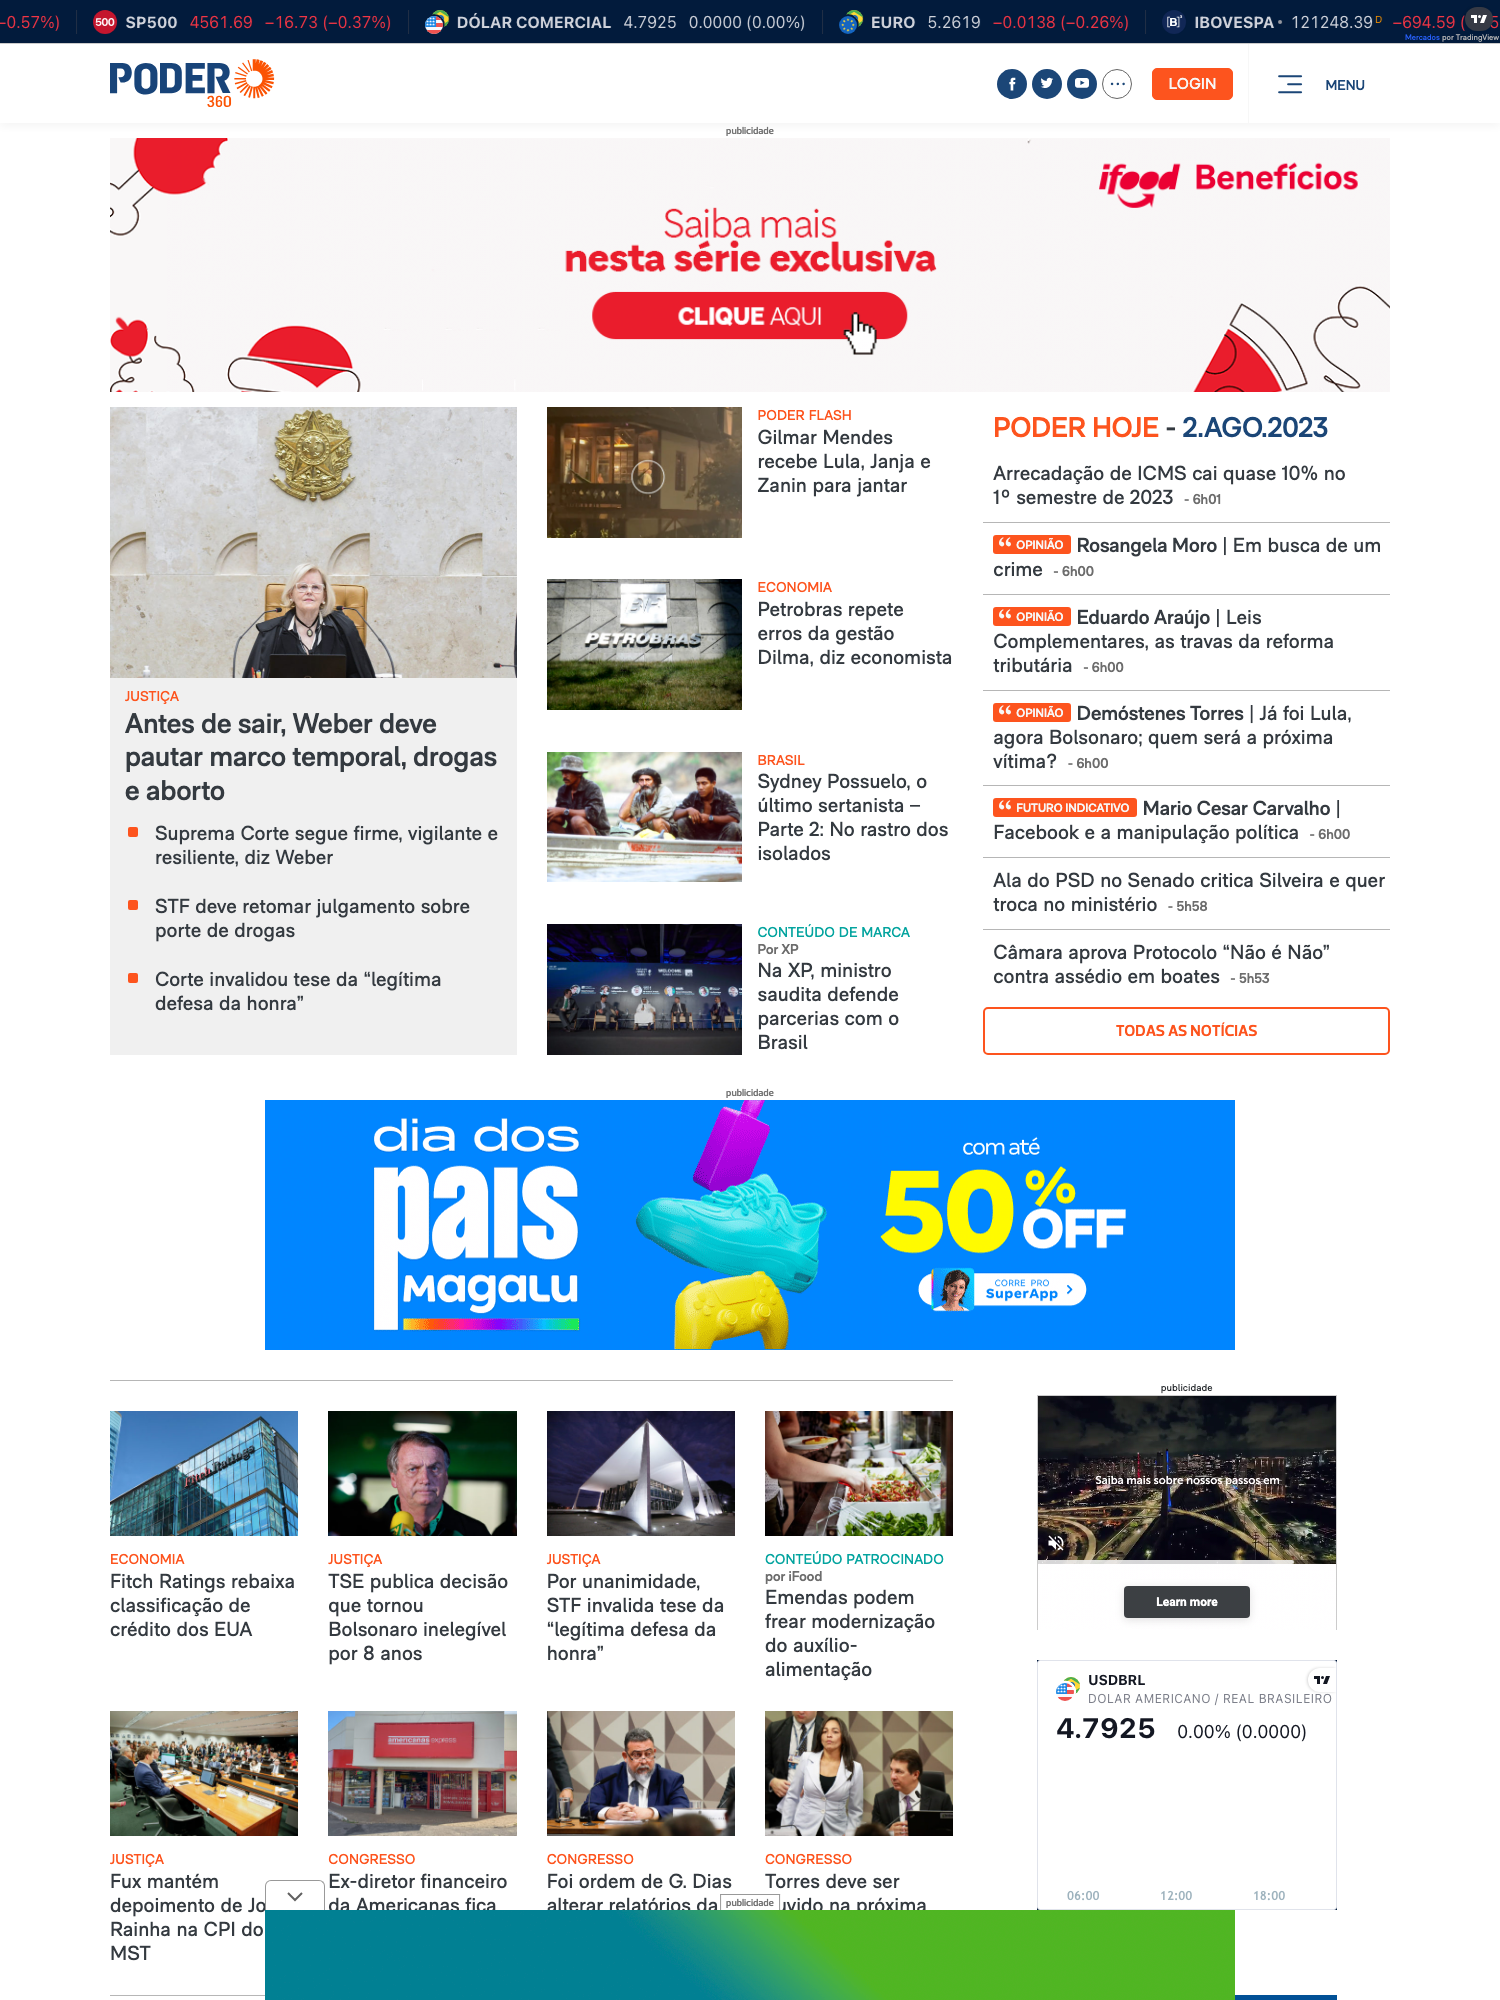 −0.57%)
500 SP500 4561.69 −16.73 (−0.37%)
DÓLAR COMERCIAL 4.7925 0.0000 (0.00%)
EURO 5.2619 −0.0138 (−0.26%)
IBOVESPA 121248.39 D −694.59
Mercados por TradingView
PODER
360
LOGIN
MENU
publicidade
ifood Benefícios
Saiba mais
nesta série exclusiva
CLIQUE AQUI
JUSTIÇA
Antes de sair, Weber deve
pautar marco temporal, drogas
e aborto
Suprema Corte segue firme, vigilante e
resiliente, diz Weber
STF deve retomar julgamento sobre
porte de drogas
Corte invalidou tese da “legítima
defesa da honra”
PODER FLASH
Gilmar Mendes
recebe Lula, Janja e
Zanin para jantar
BR
PETROBRAS
ECONOMIA
Petrobras repete
erros da gestão
Dilma, diz economista
BRASIL
Sydney Possuelo, o
último sertanista –
Parte 2: No rastro dos
isolados
CONTEÚDO DE MARCA
Por XP
Na XP, ministro
saudita defende
parcerias com o
Brasil
PODER HOJE - 2.AGO.2023
Arrecadação de ICMS cai quase 10% no
1º semestre de 2023 - 6h01
“ OPINIÃO Rosangela Moro | Em busca de um
crime - 6h00
“ OPINIÃO Eduardo Araújo | Leis
Complementares, as travas da reforma
tributária - 6h00
“ OPINIÃO Demóstenes Torres | Já foi Lula,
agora Bolsonaro; quem será a próxima
vítima? - 6h00
“ FUTURO INDICATIVO Mario Cesar Carvalho |
Facebook e a manipulação política - 6h00
Ala do PSD no Senado critica Silveira e quer
troca no ministério - 5h58
Câmara aprova Protocolo “Não é Não”
contra assédio em boates - 5h53
TODAS AS NOTÍCIAS
publicidade
dia dos
pais
Magalu
com até
50% OFF
CORRE PRO
SuperApp
FitchRatings
ECONOMIA
Fitch Ratings rebaixa
classificação de
crédito dos EUA
JUSTIÇA
TSE publica decisão
que tornou
Bolsonaro inelegível
por 8 anos
JUSTIÇA
Por unanimidade,
STF invalida tese da
“legítima defesa da
honra”
CONTEÚDO PATROCINADO
por iFood
Emendas podem
frear modernização
do auxílio-
alimentação
publicidade
Saiba mais sobre nossos passos em
Learn more
USDBRL
DOLAR AMERICANO / REAL BRASILEIRO
4.7925 0.00% (0.0000)
06:00 12:00 18:00
JUSTIÇA
Fux mantém
depoimento de Jo
Rainha na CPI do
MST
americanas express
CONGRESSO
Ex-diretor financeiro
da Americanas fica
CONGRESSO
Foi ordem de G. Dias
alterar relatórios da
CONGRESSO
Torres deve ser
uvido na próxima
publicidade